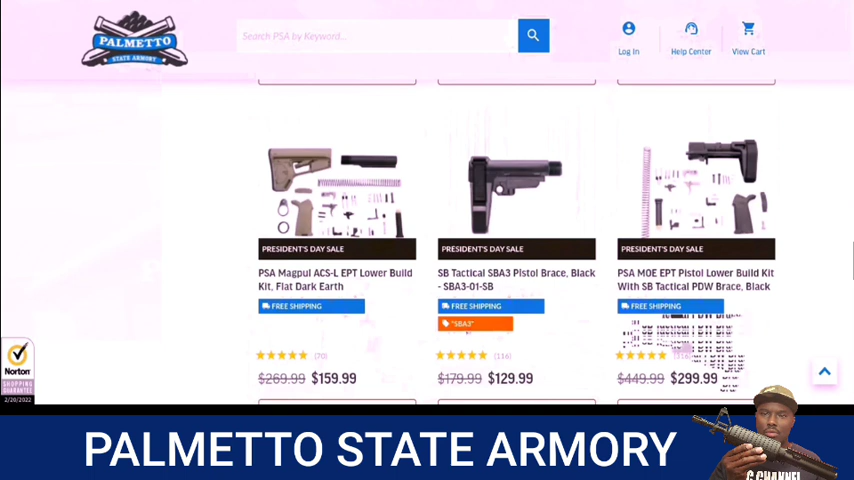 PALMETTO
STATE ARMORY
Search PSA by Keyword...
Log In
Help Center
View Cart
PRESIDENT'S DAY SALE
PSA Magpul ACS-L EPT Lower Build
Kit, Flat Dark Earth
FREE SHIPPING
(70)
$269.99 $159.99
PRESIDENT'S DAY SALE
SB Tactical SBA3 Pistol Brace, Black
- SBA3-01-SB
FREE SHIPPING
"SBA3"
(116)
$179.99 $129.99
PRESIDENT'S DAY SALE
PSA MOE EPT Pistol Lower Build Kit
With SB Tactical PDW Brace, Black
FREE SHIPPING
$449.99 $299.99
Norton
SHOPPING
GUARANTEE
2/20/2022
PALMETTO STATE ARMORY
G CHANNEL